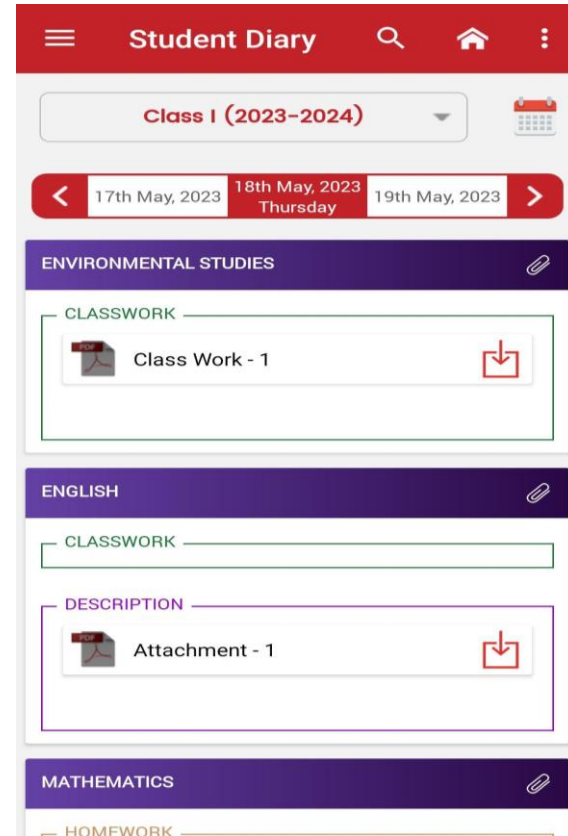 Student Diary
Class I (2023-2024)
17th May, 2023
18th May, 2023
Thursday
19th May, 2023
ENVIRONMENTAL STUDIES
CLASSWORK
PDF
Class Work - 1
ENGLISH
CLASSWORK
DESCRIPTION
PDF
Attachment - 1
MATHEMATICS
HOMEWORK